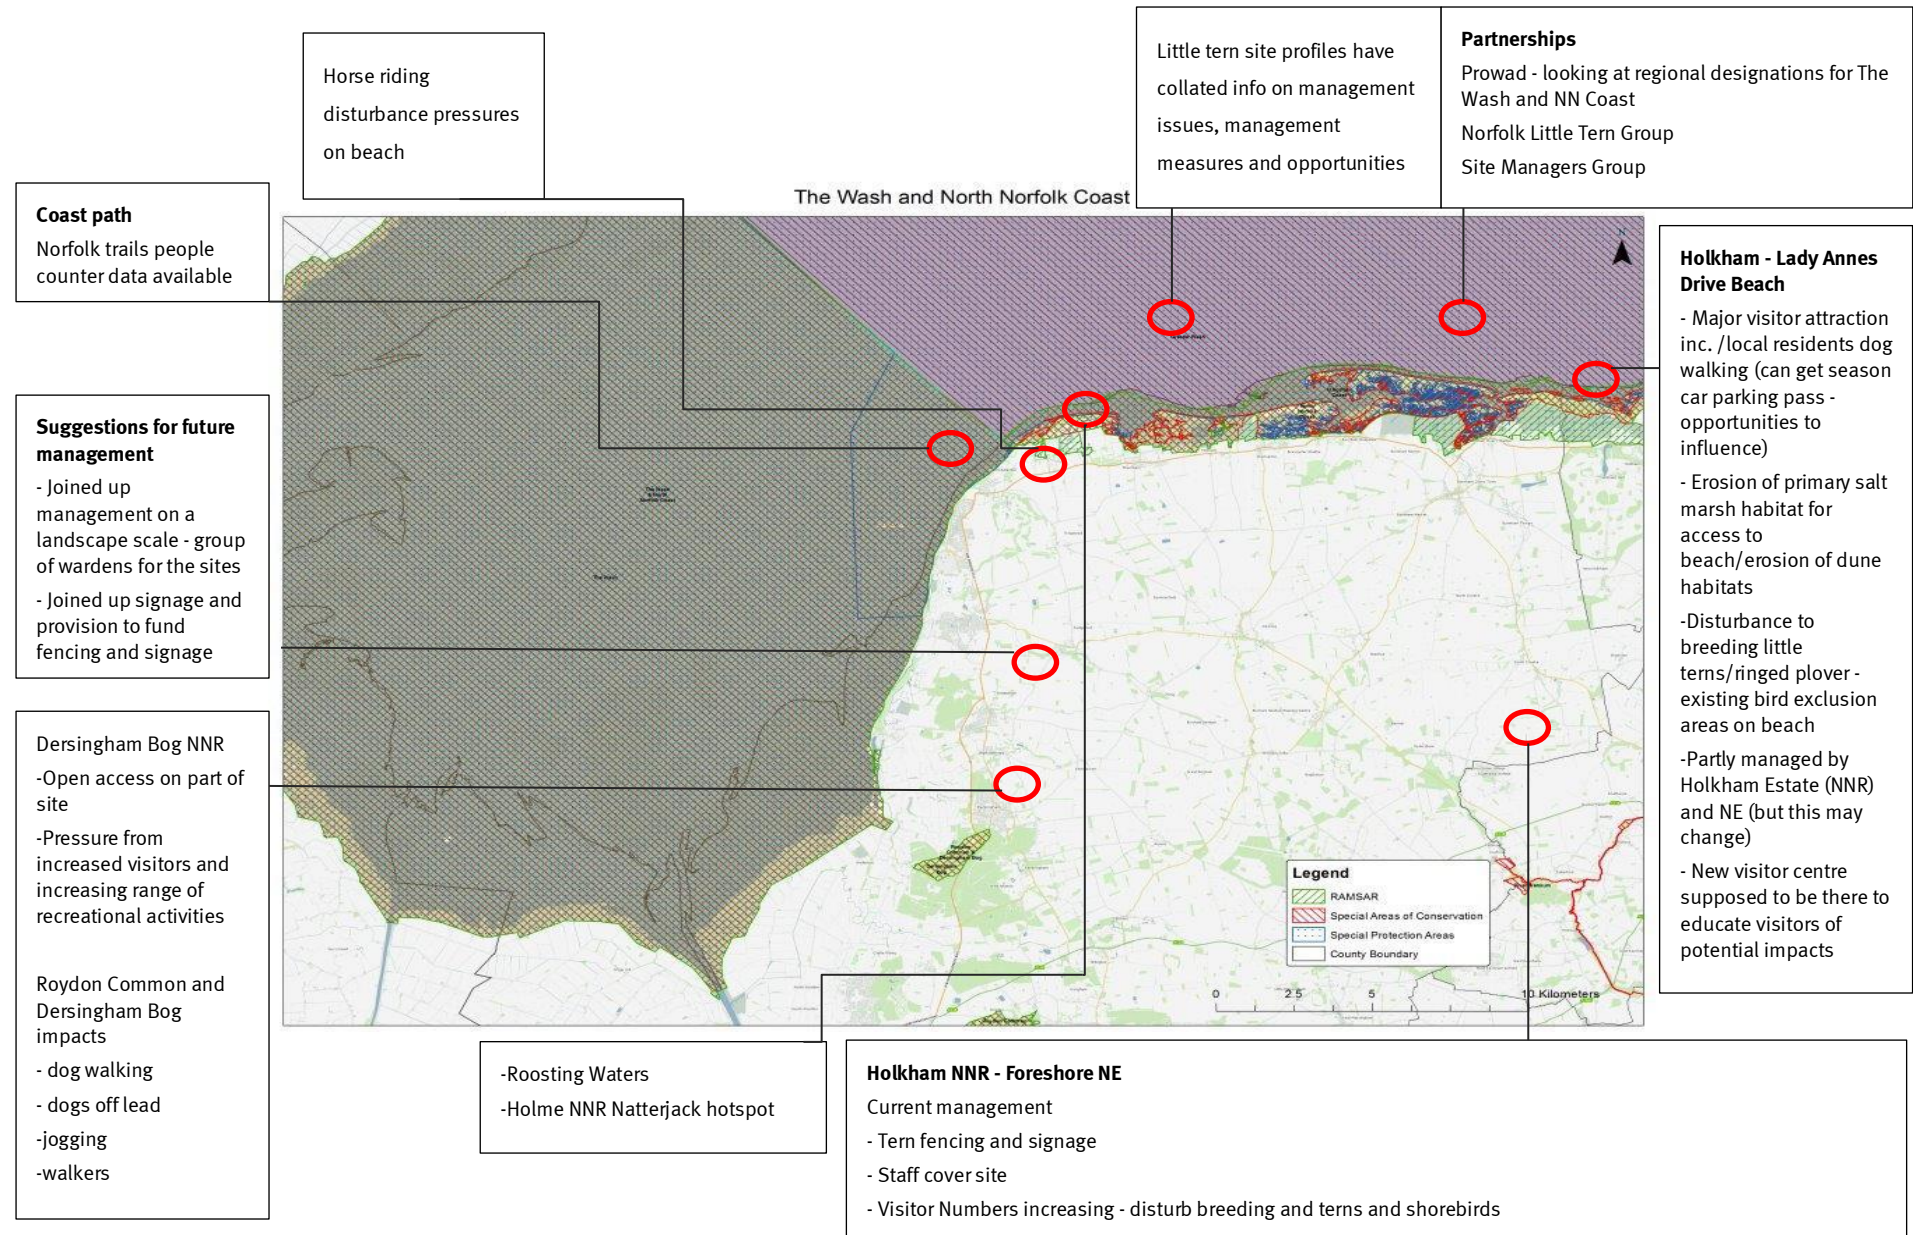 Horse riding
disturbance pressures
on beach
Little tern site profiles have
collated info on management
issues, management
measures and opportunities
Partnerships
Prowad - looking at regional designations for The
Wash and NN Coast
Norfolk Little Tern Group
Site Managers Group
Coast path
Norfolk trails people
counter data available
The Wash and North Norfolk Coast
Holkham - Lady Annes
Drive Beach
- Major visitor attraction
inc. /local residents dog
walking (can get season
car parking pass -
opportunities to
influence)
- Erosion of primary salt
marsh habitat for
access to
beach/erosion of dune
habitats
-Disturbance to
breeding little
terns/ringed plover -
existing bird exclusion
areas on beach
-Partly managed by
Holkham Estate (NNR)
and NE (but this may
change)
- New visitor centre
supposed to be there to
educate visitors of
potential impacts
Suggestions for future
management
- Joined up
management on a
landscape scale - group
of wardens for the sites
- Joined up signage and
provision to fund
fencing and signage
Dersingham Bog NNR
-Open access on part of
site
-Pressure from
increased visitors and
increasing range of
recreational activities
Roydon Common and
Dersingham Bog
impacts
- dog walking
- dogs off lead
-jogging
-walkers
N
The Wash
Legend
RAMSAR
Special Areas of Conservation
Special Protection Areas
County Boundary
0 2.5 5 10 Kilometers
-Roosting Waters
-Holme NNR Natterjack hotspot
Holkham NNR - Foreshore NE
Current management
- Tern fencing and signage
- Staff cover site
- Visitor Numbers increasing - disturb breeding and terns and shorebirds